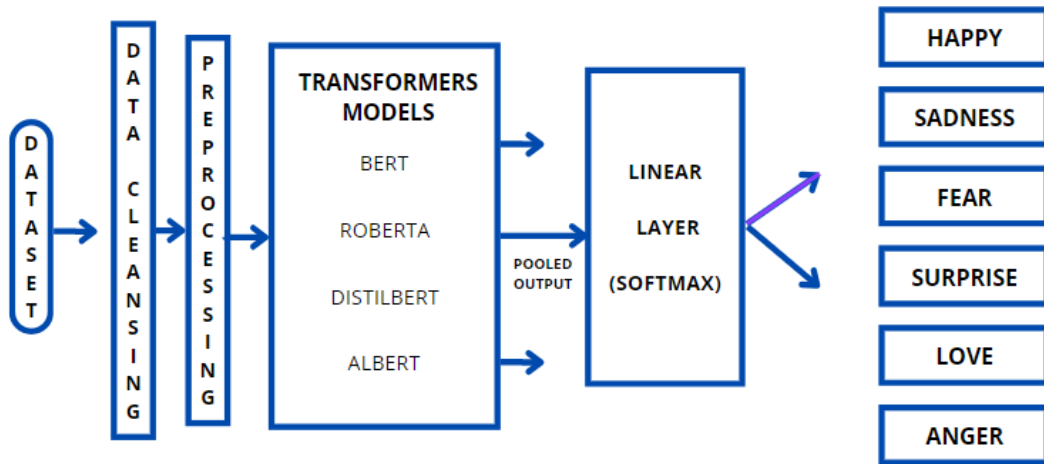 DATASET
DATA CLEANSING
PREPROCESSING
TRANSFORMERS
MODELS
BERT
ROBERTA
DISTILBERT
ALBERT
POOLED
OUTPUT
LINEAR
LAYER
(SOFTMAX)
HAPPY
SADNESS
FEAR
SURPRISE
LOVE
ANGER